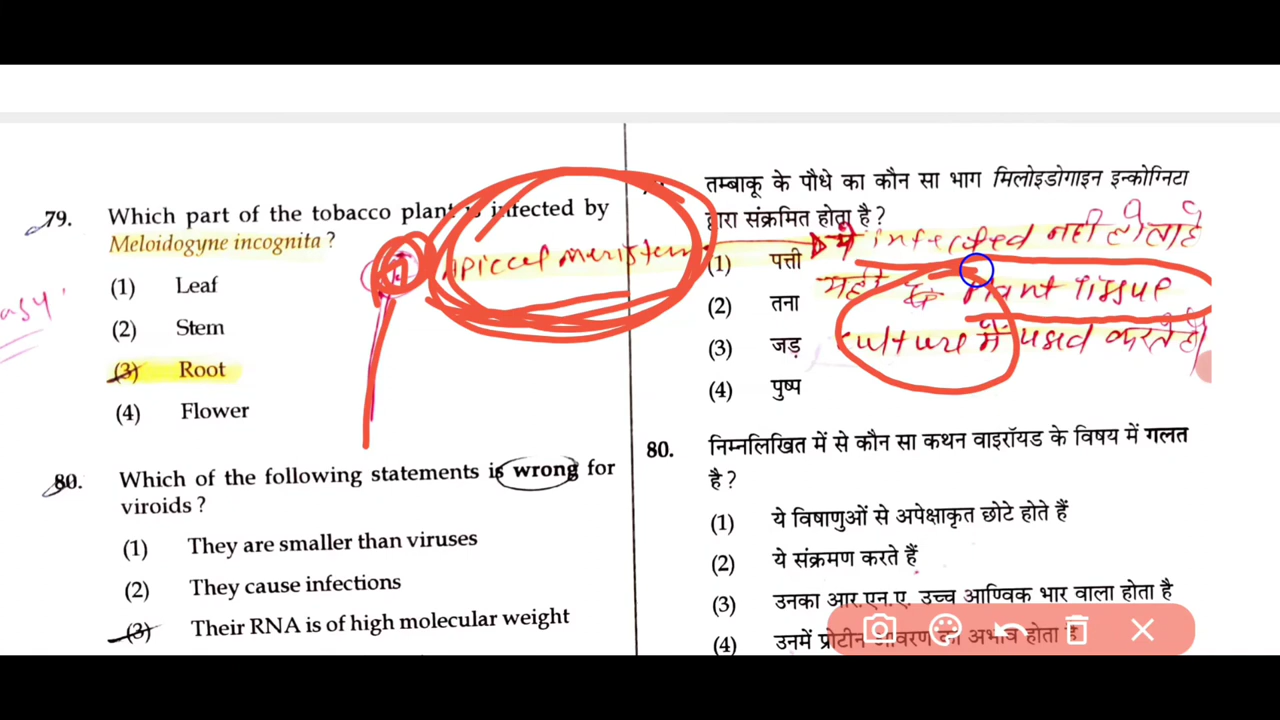 79. Which part of the tobacco plant is infected by
Meloidogyne incognita ?
(1) Leaf
(2) Stem
(3) Root
(4) Flower
80. Which of the following statements is wrong for
viroids ?
(1) They are smaller than viruses
(2) They cause infections
(3) Their RNA is of high molecular weight
asy
apical meristem
तम्बाकू के पौधे का कौन सा भाग मिलोइडोगाइन इन्कोग्निटा
द्वारा संक्रमित होता है ?
(1) पत्ती
(2) तना
(3) जड़
(4) पुष्प
ये infected नही होता है
plant tissue
culture में used करते है।
80. निम्नलिखित में से कौन सा कथन वाइरॉयड के विषय में गलत
है ?
(1) ये विषाणुओं से अपेक्षाकृत छोटे होते हैं
(2) ये संक्रमण करते हैं
(3) उनका आर.एन.ए. उच्च आण्विक भार वाला होता है
(4) उनमें प्रोटीन आवरण का अभाव होता है